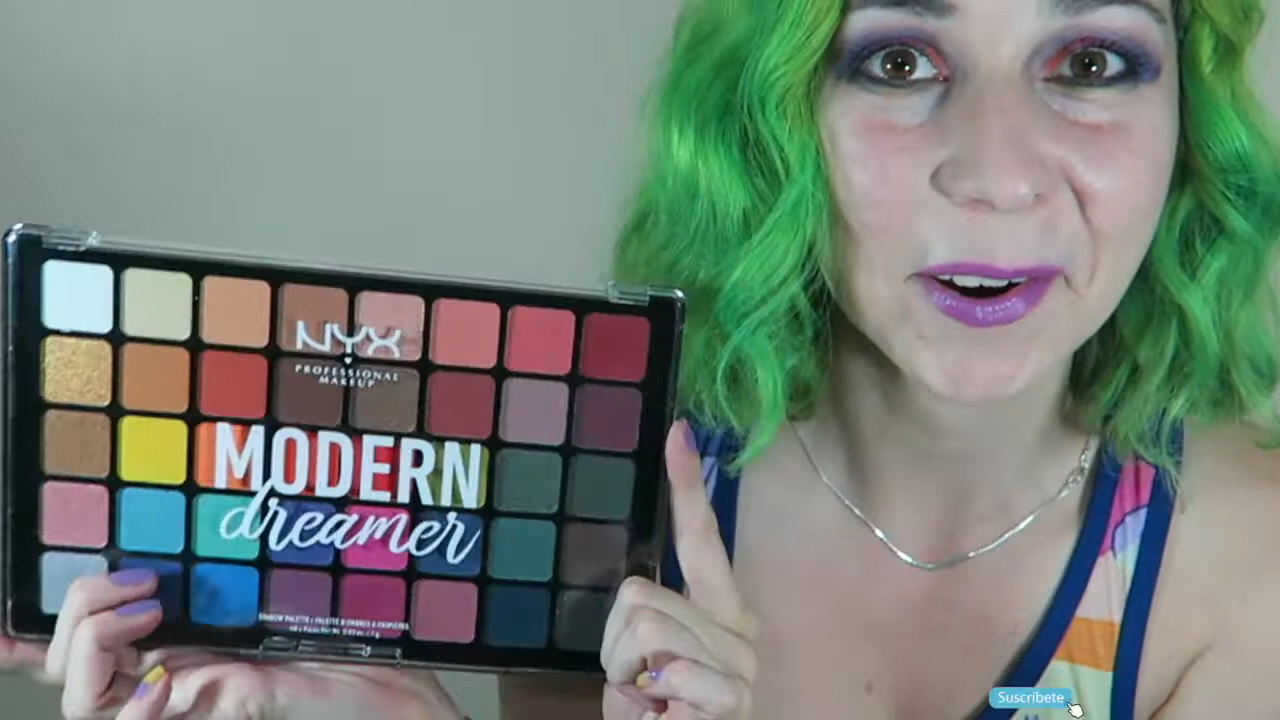 NYX
PROFESSIONAL
MAKEUP
MODERN
dreamer
Suscríbete